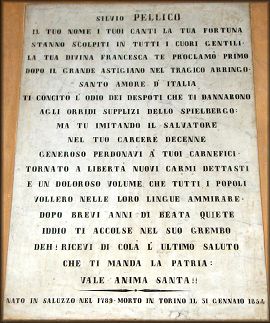 SILVIO PELLICO
IL TUO NOME I TUOI CANTI LA TUA FORTUNA
STANNO SCOLPITI IN TUTTI I CUORI GENTILI
LA TUA DIVINA FRANCESCA TE PROCLAMÒ PRIMO
DOPO IL GRANDE ASTIGIANO NEL TRAGICO ARRINGO
SANTO AMORE D'ITALIA
TI CONCITÒ L'ODIO DEI DESPOTI CHE TI DANNARONO
AGLI ORRIDI SUPPLIZI DELLO SPIELBERGO:
MA TU IMITANDO IL SALVATORE
NEL TUO CARCERE DECENNE
GENEROSO PERDONAVI A' TUOI CARNEFICI
TORNATO A LIBERTÀ NUOVI CARMI DETTASTI
E UN DOLOROSO VOLUME CHE TUTTI I POPOLI
VOLLERO NELLE LORO LINGUE AMMIRARE.
DOPO BREVI ANNI DI BEATA QUIETE
IDDIO TI ACCOLSE NEL SUO GREMBO
DEH! RICEVI DI COLÀ L'ULTIMO SALUTO
CHE TI MANDA LA PATRIA:
VALE ANIMA SANTA!!
NATO IN SALUZZO NEL 1789-MORTO IN TORINO IL 31 GENNAIO 1854